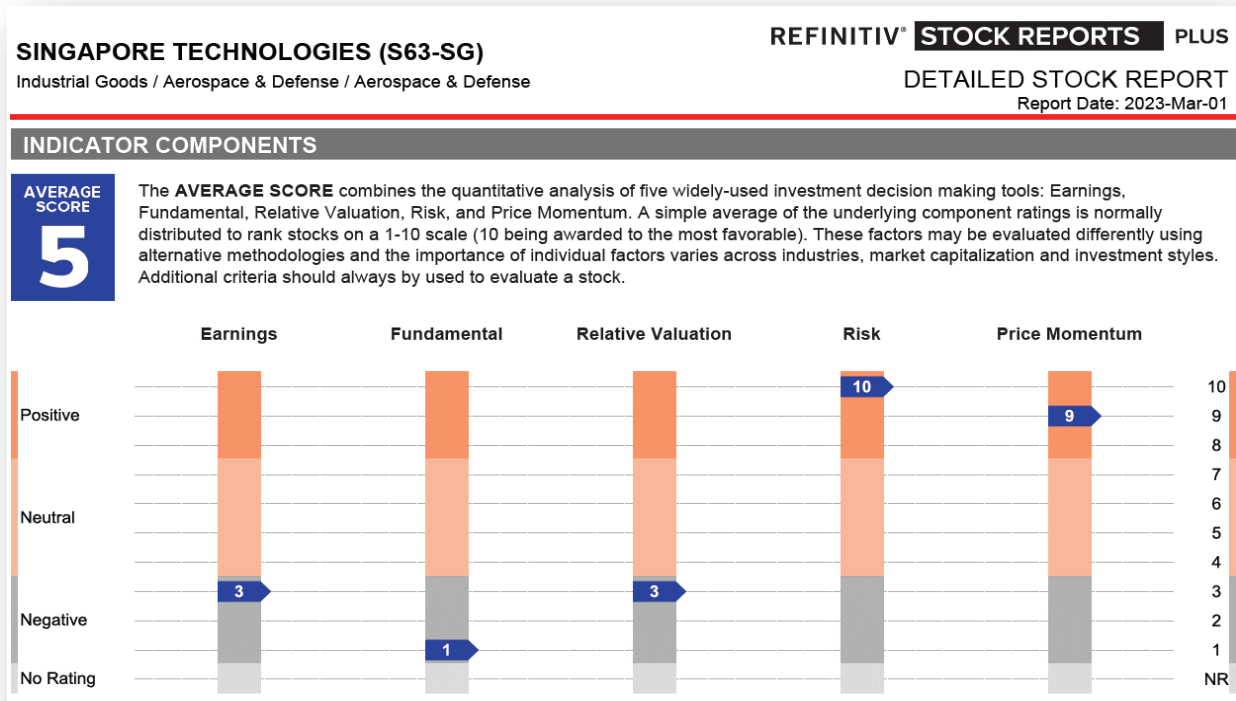 SINGAPORE TECHNOLOGIES (S63-SG)
Industrial Goods / Aerospace & Defense / Aerospace & Defense
REFINITIV® STOCK REPORTS PLUS
DETAILED STOCK REPORT
Report Date: 2023-Mar-01
INDICATOR COMPONENTS
AVERAGE
SCORE
5
The AVERAGE SCORE combines the quantitative analysis of five widely-used investment decision making tools: Earnings,
Fundamental, Relative Valuation, Risk, and Price Momentum. A simple average of the underlying component ratings is normally
distributed to rank stocks on a 1-10 scale (10 being awarded to the most favorable). These factors may be evaluated differently using
alternative methodologies and the importance of individual factors varies across industries, market capitalization and investment styles.
Additional criteria should always by used to evaluate a stock.
Earnings Fundamental Relative Valuation Risk Price Momentum
10 10
Positive 9 9
8
7
Neutral 6
5
4
3 3 3
Negative 2
1 1
No Rating NR